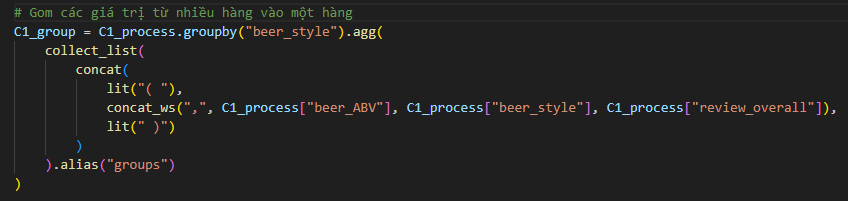 # Gom các giá trị từ nhiều hàng vào một hàng
C1_group = C1_process.groupby("beer_style").agg(
    collect_list(
        concat(
            lit("( "),
            concat_ws(",", C1_process["beer_ABV"], C1_process["beer_style"], C1_process["review_overall"]),
            lit(" )")
        )
    ).alias("groups")
)